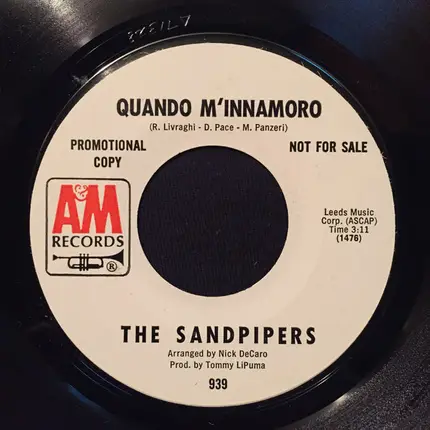 QUANDO M'INNAMORO
(R. Livraghi - D. Pace - M. Panzeri)
PROMOTIONAL
COPY
NOT FOR SALE
A&M
RECORDS
®
Leeds Music
Corp. (ASCAP)
Time 3:11
(1476)
THE SANDPIPERS
Arranged by Nick DeCaro
Prod. by Tommy LiPuma
939